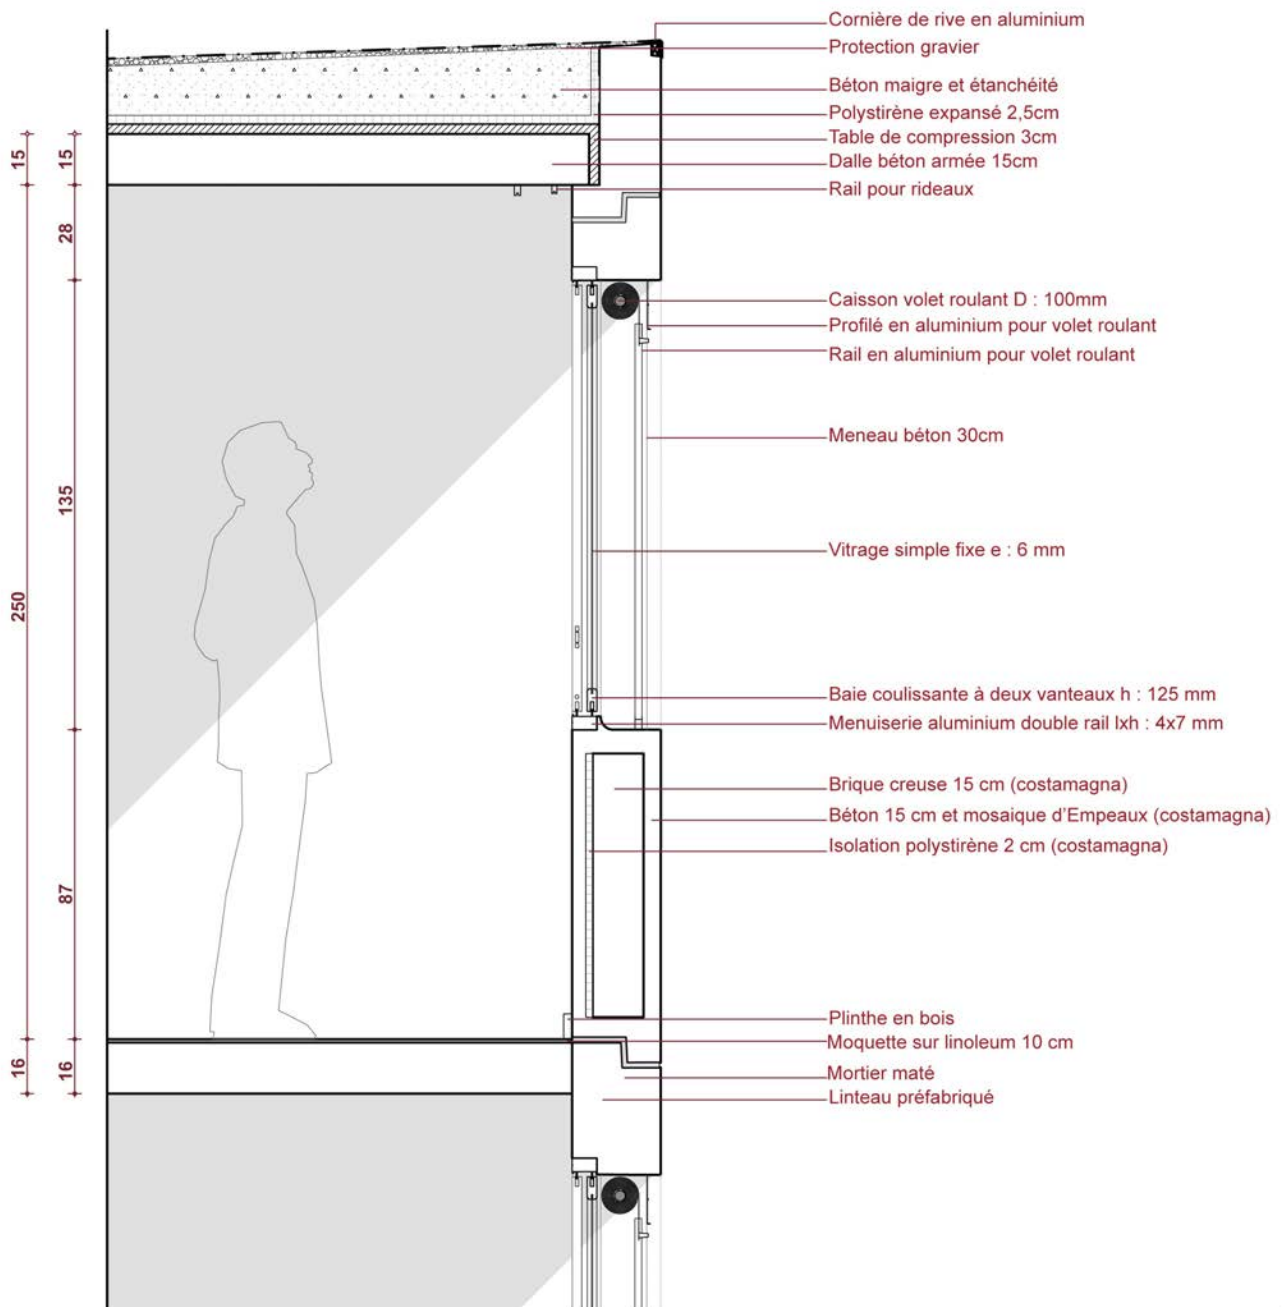 Cornière de rive en aluminium
Protection gravier
Béton maigre et étanchéité
Polystirène expansé 2,5cm
Table de compression 3cm
Dalle béton armée 15cm
Rail pour rideaux
15
15
28
Caisson volet roulant D : 100mm
Profilé en aluminium pour volet roulant
Rail en aluminium pour volet roulant
Meneau béton 30cm
135
Vitrage simple fixe e : 6 mm
250
Baie coulissante à deux vanteaux h : 125 mm
Menuiserie aluminium double rail lxh : 4x7 mm
Brique creuse 15 cm (costamagna)
Béton 15 cm et mosaique d'Empeaux (costamagna)
Isolation polystirène 2 cm (costamagna)
87
Plinthe en bois
Moquette sur linoleum 10 cm
16
16
Mortier maté
Linteau préfabriqué